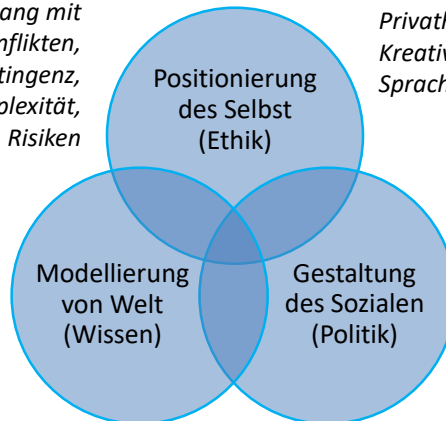 ang mit
nflikten,
tingenz,
plexität,
Risiken
Privath
Kreativ
Sprach
Positionierung
des Selbst
(Ethik)
Modellierung
von Welt
(Wissen)
Gestaltung
des Sozialen
(Politik)